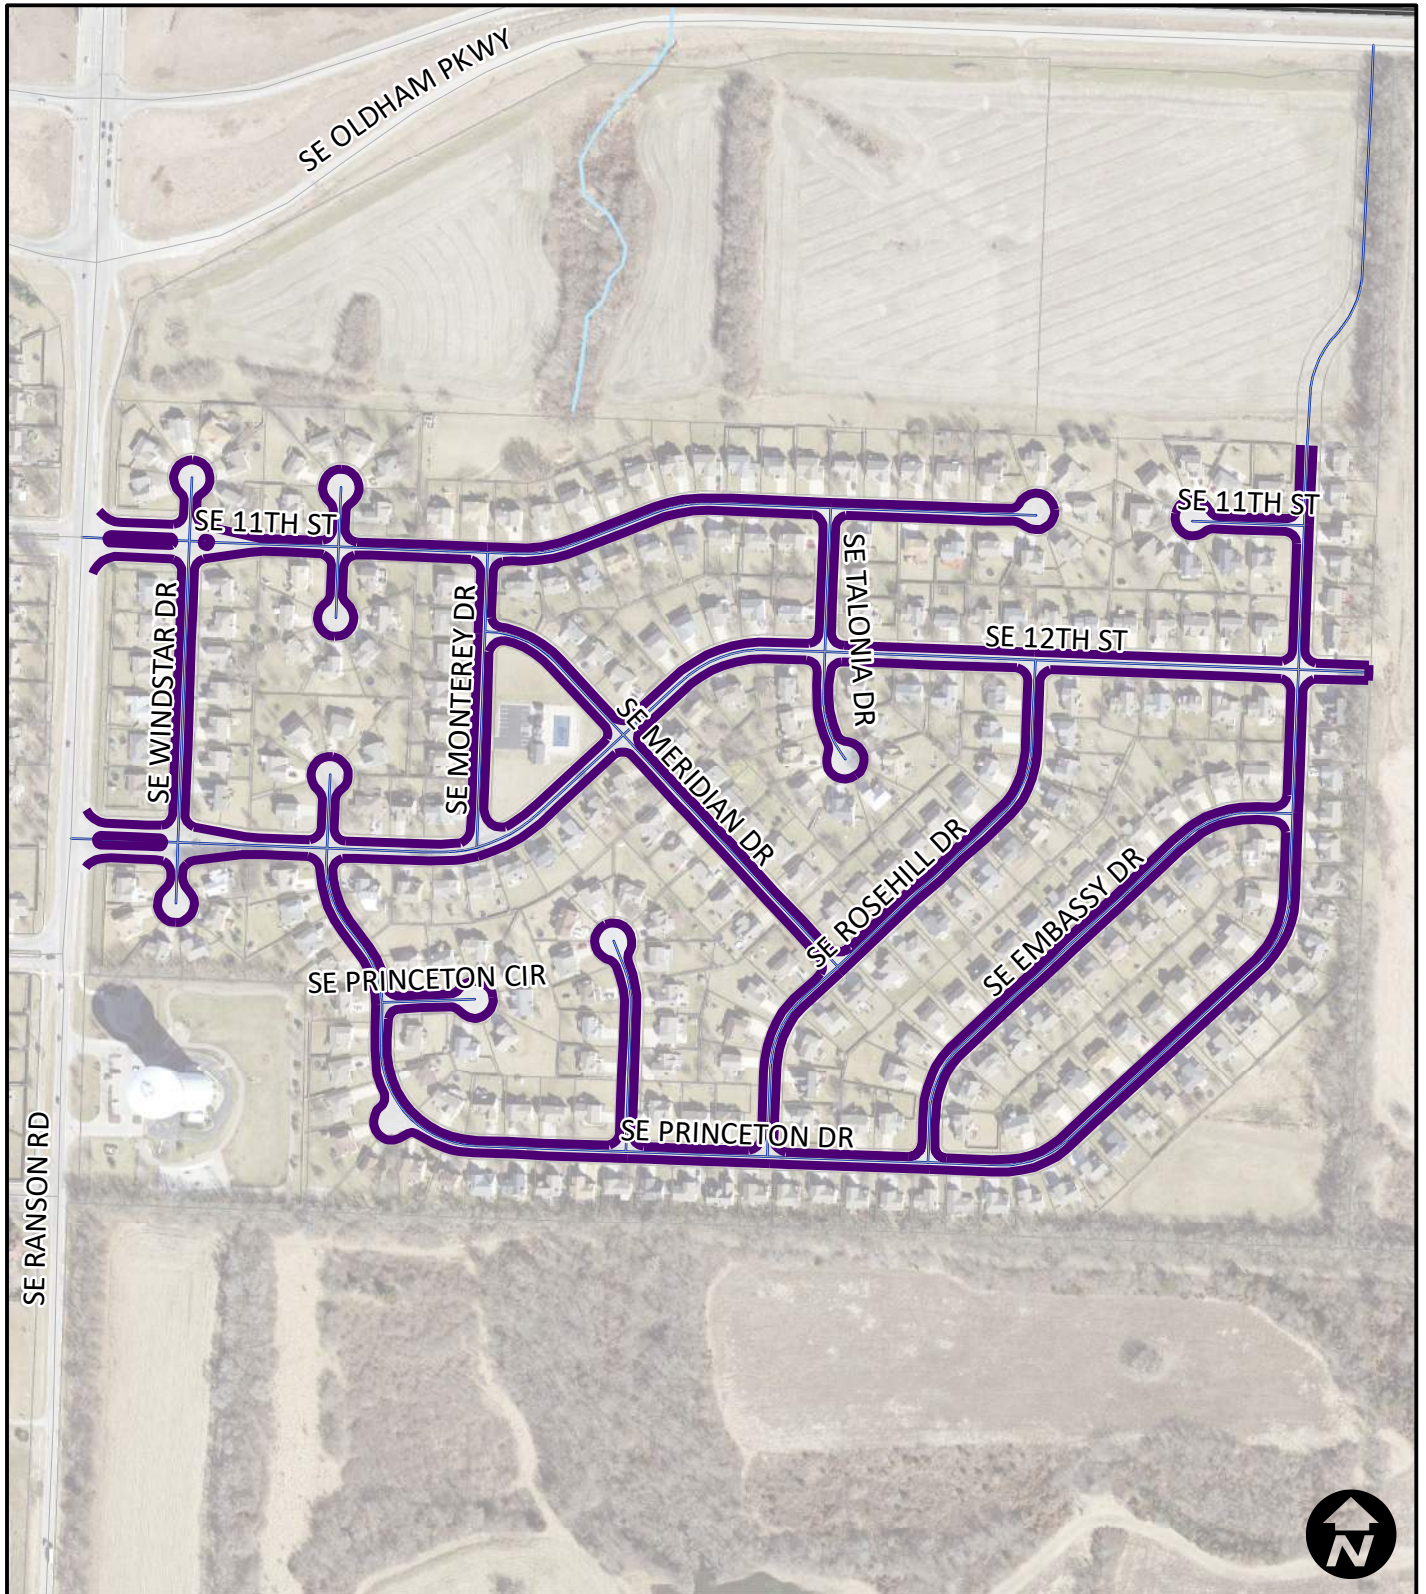 SE OLDHAM PKWY
SE 11TH ST
SE 11TH ST
SE WINDSTAR DR
SE MONTEREY DR
SE TALONIA DR
SE 12TH ST
SE MERIDIAN DR
SE ROSEHILL DR
SE EMBASSY DR
SE PRINCETON CIR
SE PRINCETON DR
SE RANSON RD
N